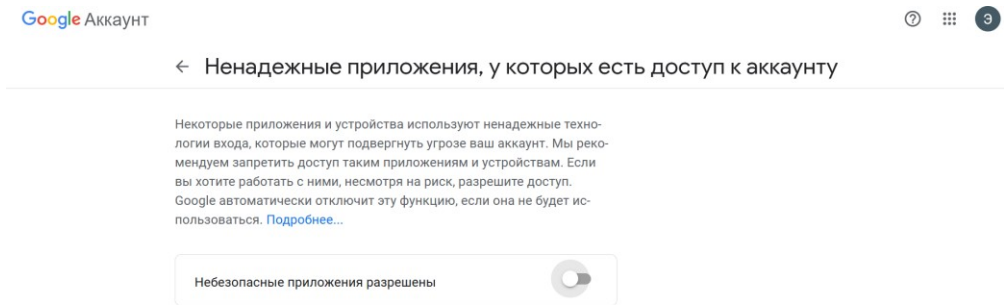 Google Аккаунт
Э
← Ненадежные приложения, у которых есть доступ к аккаунту
Некоторые приложения и устройства используют ненадежные техно-
логии входа, которые могут подвергнуть угрозе ваш аккаунт. Мы реко-
мендуем запретить доступ таким приложениям и устройствам. Если
вы хотите работать с ними, несмотря на риск, разрешите доступ.
Google автоматически отключит эту функцию, если она не будет ис-
пользоваться. Подробнее...
Небезопасные приложения разрешены